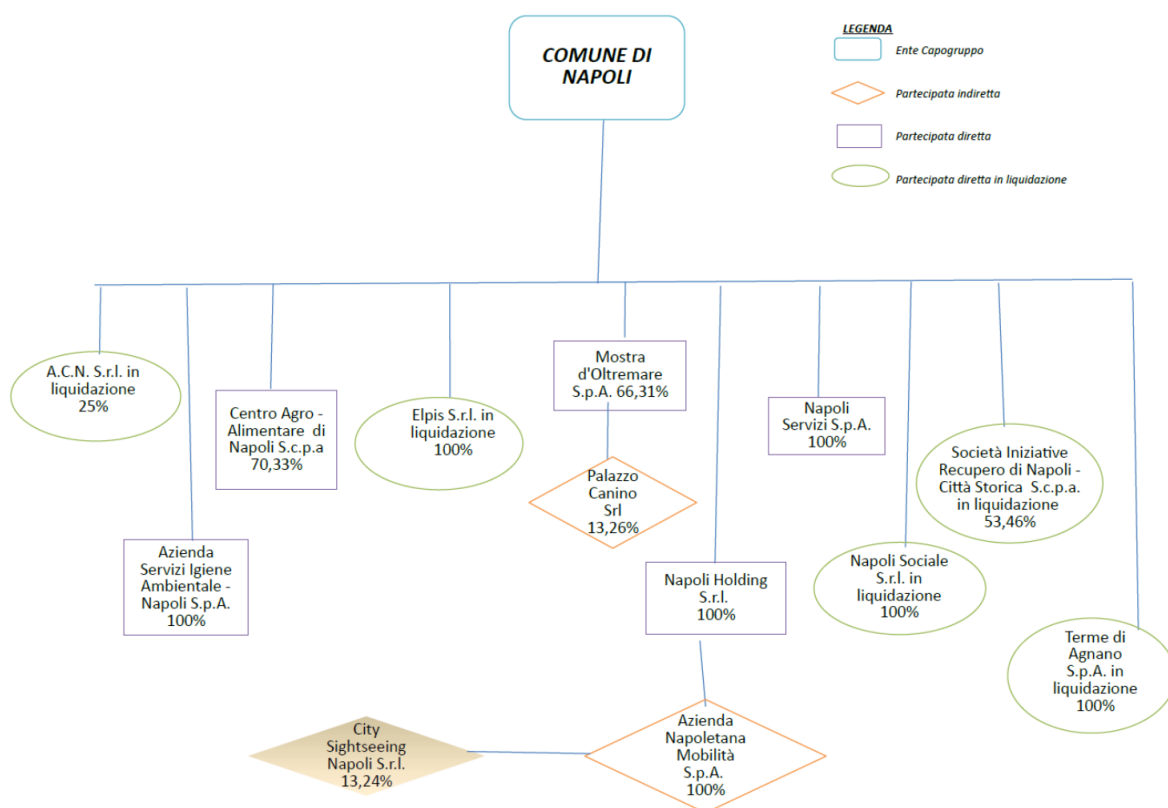 COMUNE DI
NAPOLI
LEGENDA
Ente Capogruppo
Partecipata indiretta
Partecipata diretta
Partecipata diretta in liquidazione
A.C.N. S.r.l. in
liquidazione
25%
Azienda
Servizi Igiene
Ambientale -
Napoli S.p.A.
100%
Centro Agro -
Alimentare di
Napoli S.c.p.a
70,33%
Elpis S.r.l. in
liquidazione
100%
Mostra
d'Oltremare
S.p.A. 66,31%
Palazzo
Canino
Srl
13,26%
Napoli Holding
S.r.l.
100%
Napoli
Servizi S.p.A.
100%
Napoli Sociale
S.r.l. in
liquidazione
100%
Società Iniziative
Recupero di Napoli -
Città Storica S.c.p.a.
in liquidazione
53,46%
Terme di
Agnano
S.p.A. in
liquidazione
100%
City
Sightseeing
Napoli S.r.l.
13,24%
Azienda
Napoletana
Mobilità
S.p.A.
100%